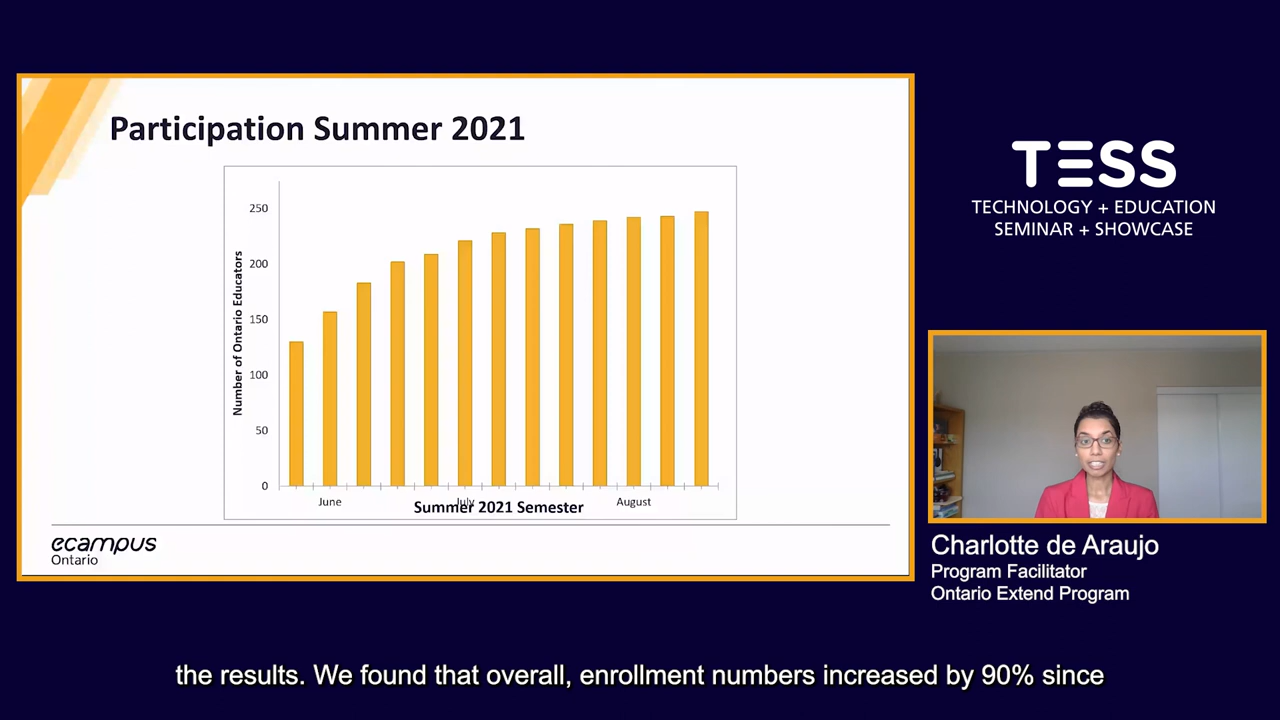 Participation Summer 2021
Number of Ontario Educators
250
200
150
100
50
0
June
July
August
Summer 2021 Semester
ecampus
Ontario
TESS
TECHNOLOGY + EDUCATION
SEMINAR + SHOWCASE
Charlotte de Araujo
Program Facilitator
Ontario Extend Program
the results. We found that overall, enrollment numbers increased by 90% since